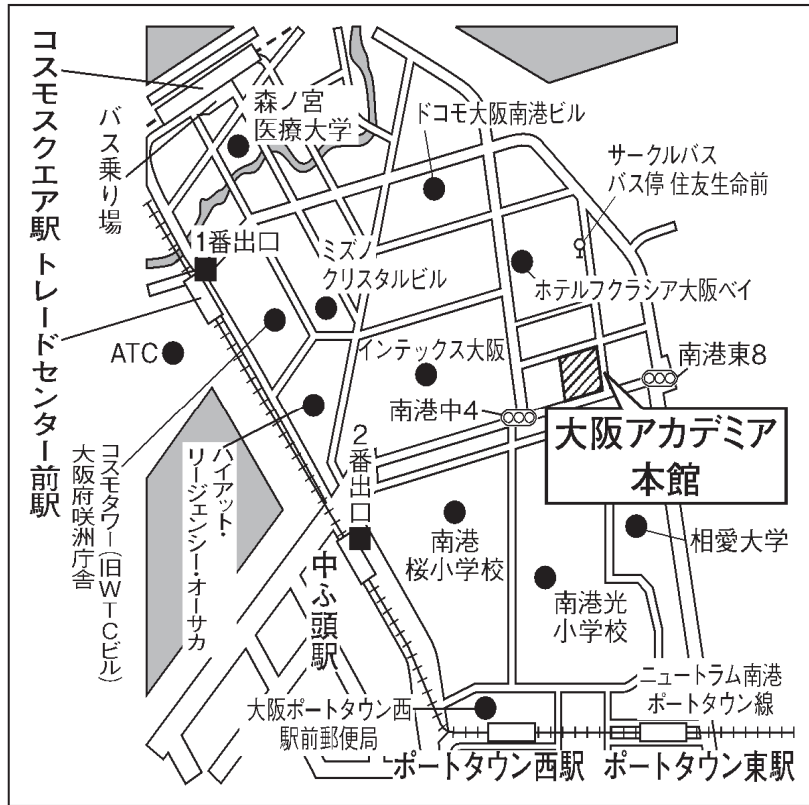 コスモスクエア駅
トレードセンター前駅
バス乗り場
森ノ宮
医療大学
ドコモ大阪南港ビル
サークルバス
バス停 住友生命前
1番出口
ミズノ
クリスタルビル
ホテルフクラシア大阪ベイ
ATC
インテックス大阪
南港東8
南港中4
大阪アカデミア
本館
コスモタワー(旧WTCビル)
大阪府咲洲庁舎
ハイアット・
リージェンシー・オーサカ
2番出口
中ふ頭駅
南港
桜小学校
相愛大学
南港光
小学校
ニュートラム南港
ポートタウン線
大阪ポートタウン西
駅前郵便局
ポートタウン西駅
ポートタウン東駅